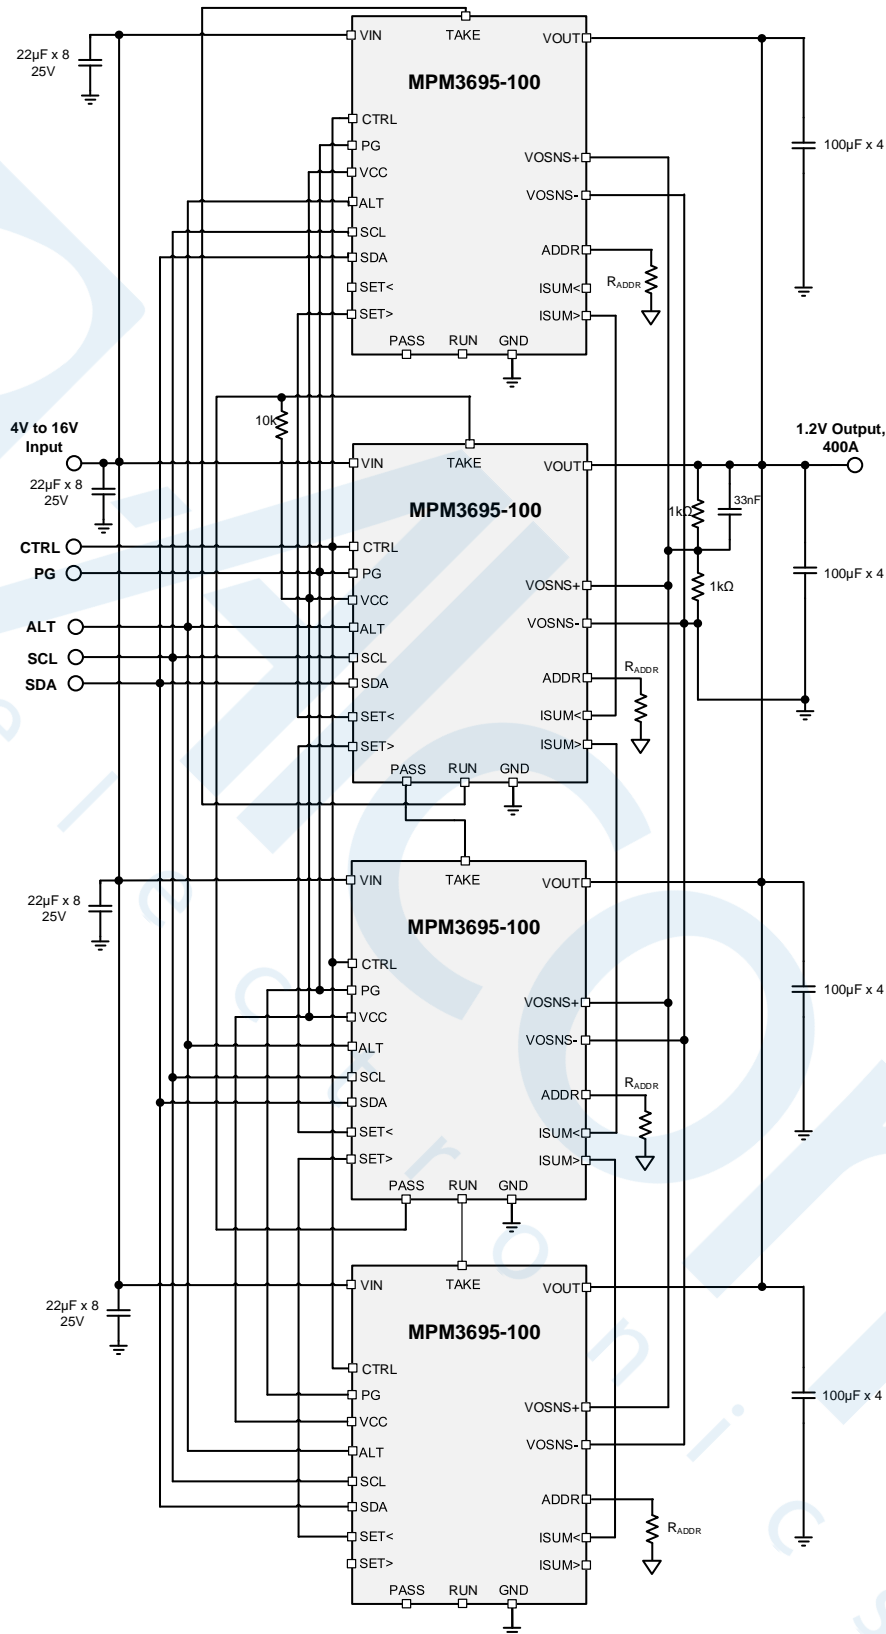 TAKE
VIN
VOUT
22µF x 8
25V
MPM3695-100
CTRL
PG
VCC
ALT
SCL
SDA
SET<
SET>
VOSNS+
VOSNS-
ADDR
ISUM<
ISUM>
RADDR
PASS
RUN
GND
100µF x 4
10k
4V to 16V
Input
22µF x 8
25V
CTRL
PG
ALT
SCL
SDA
TAKE
VIN
VOUT
MPM3695-100
CTRL
PG
VCC
ALT
SCL
SDA
SET<
SET>
VOSNS+
VOSNS-
ADDR
ISUM<
ISUM>
RADDR
PASS
RUN
GND
1.2V Output,
400A
1kΩ
33nF
1kΩ
100µF x 4
TAKE
VIN
VOUT
22µF x 8
25V
MPM3695-100
CTRL
PG
VCC
ALT
SCL
SDA
SET<
SET>
VOSNS+
VOSNS-
ADDR
ISUM<
ISUM>
RADDR
PASS
RUN
GND
100µF x 4
TAKE
VIN
VOUT
22µF x 8
25V
MPM3695-100
CTRL
PG
VCC
ALT
SCL
SDA
SET<
SET>
VOSNS+
VOSNS-
ADDR
ISUM<
ISUM>
RADDR
PASS
RUN
GND
100µF x 4